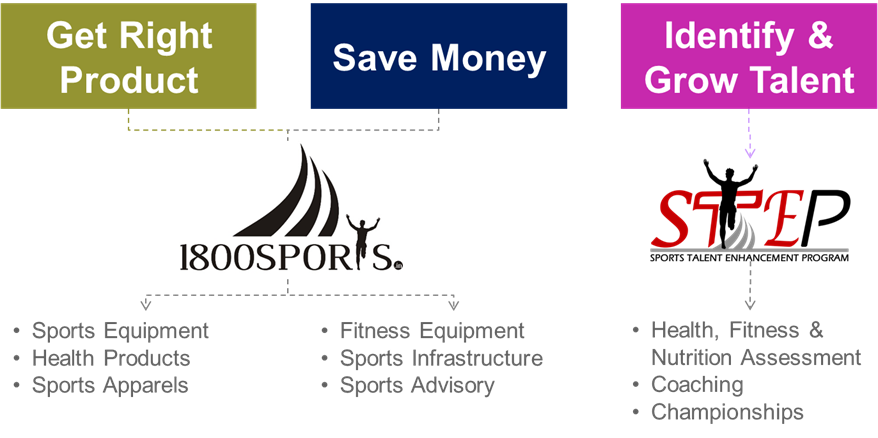 Get Right
Product
Save Money
Identify &
Grow Talent
1800SPORTS.in
STEP
SPORTS TALENT ENHANCEMENT PROGRAM
• Sports Equipment
• Health Products
• Sports Apparels
• Fitness Equipment
• Sports Infrastructure
• Sports Advisory
• Health, Fitness &
Nutrition Assessment
• Coaching
• Championships